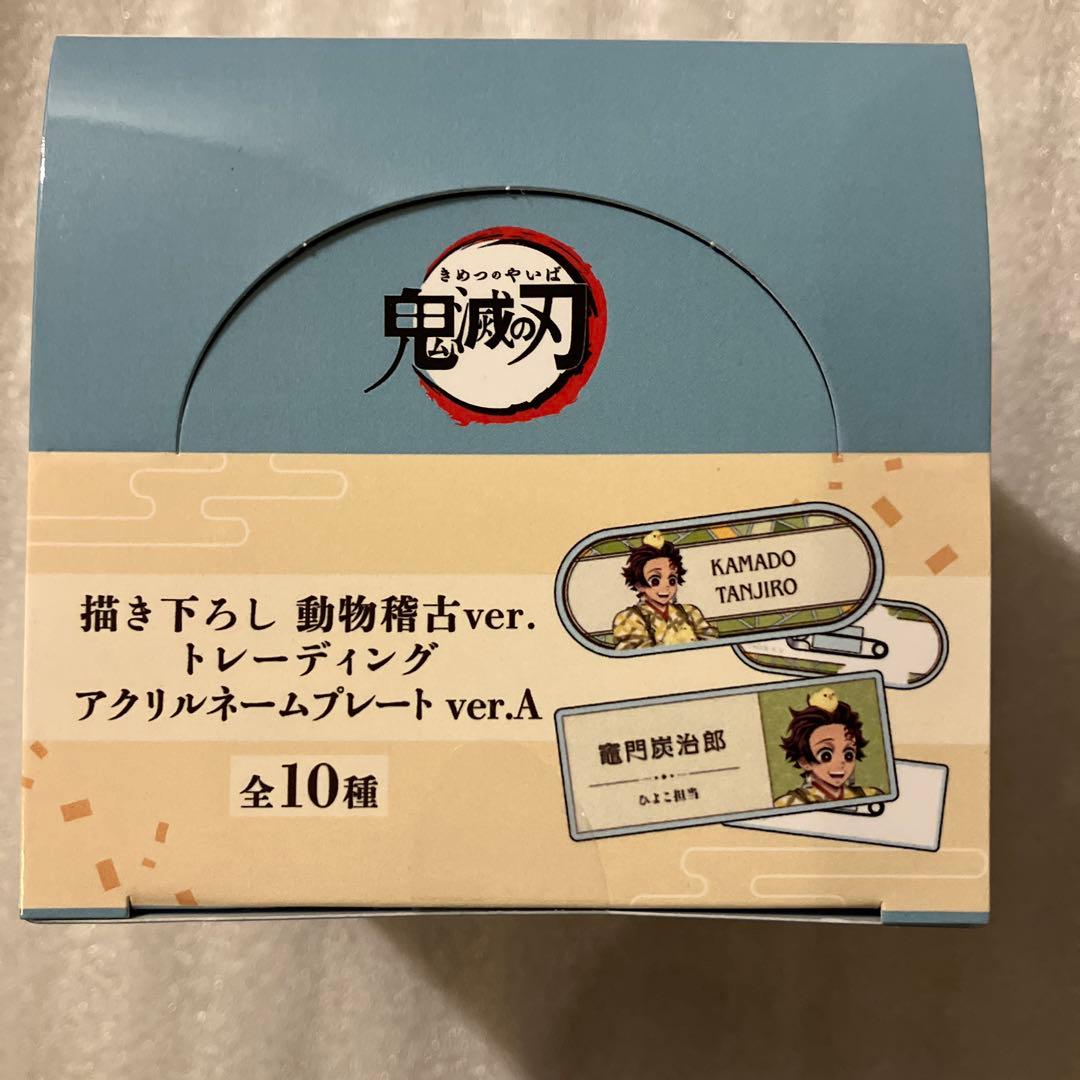 きめつのやいば
鬼滅の刃
描き下ろし 動物稽古ver.
トレーディング
アクリルネームプレート ver.A
全10種
KAMADO
TANJIRO
竈門炭治郎
ひよこ担当